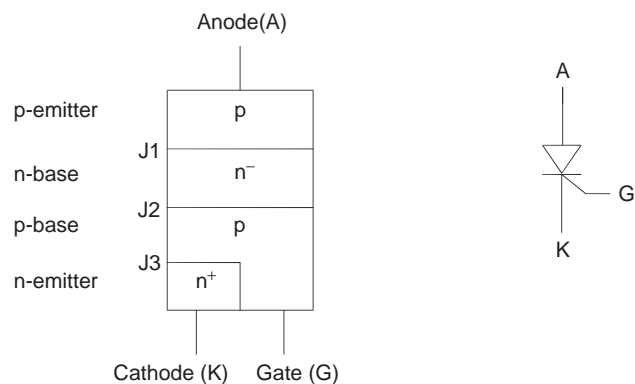 Anode(A)
p-emitter
p
J1
n-base
n⁻
J2
p-base
p
J3
n-emitter
n⁺
Cathode (K)
Gate (G)
A
G
K